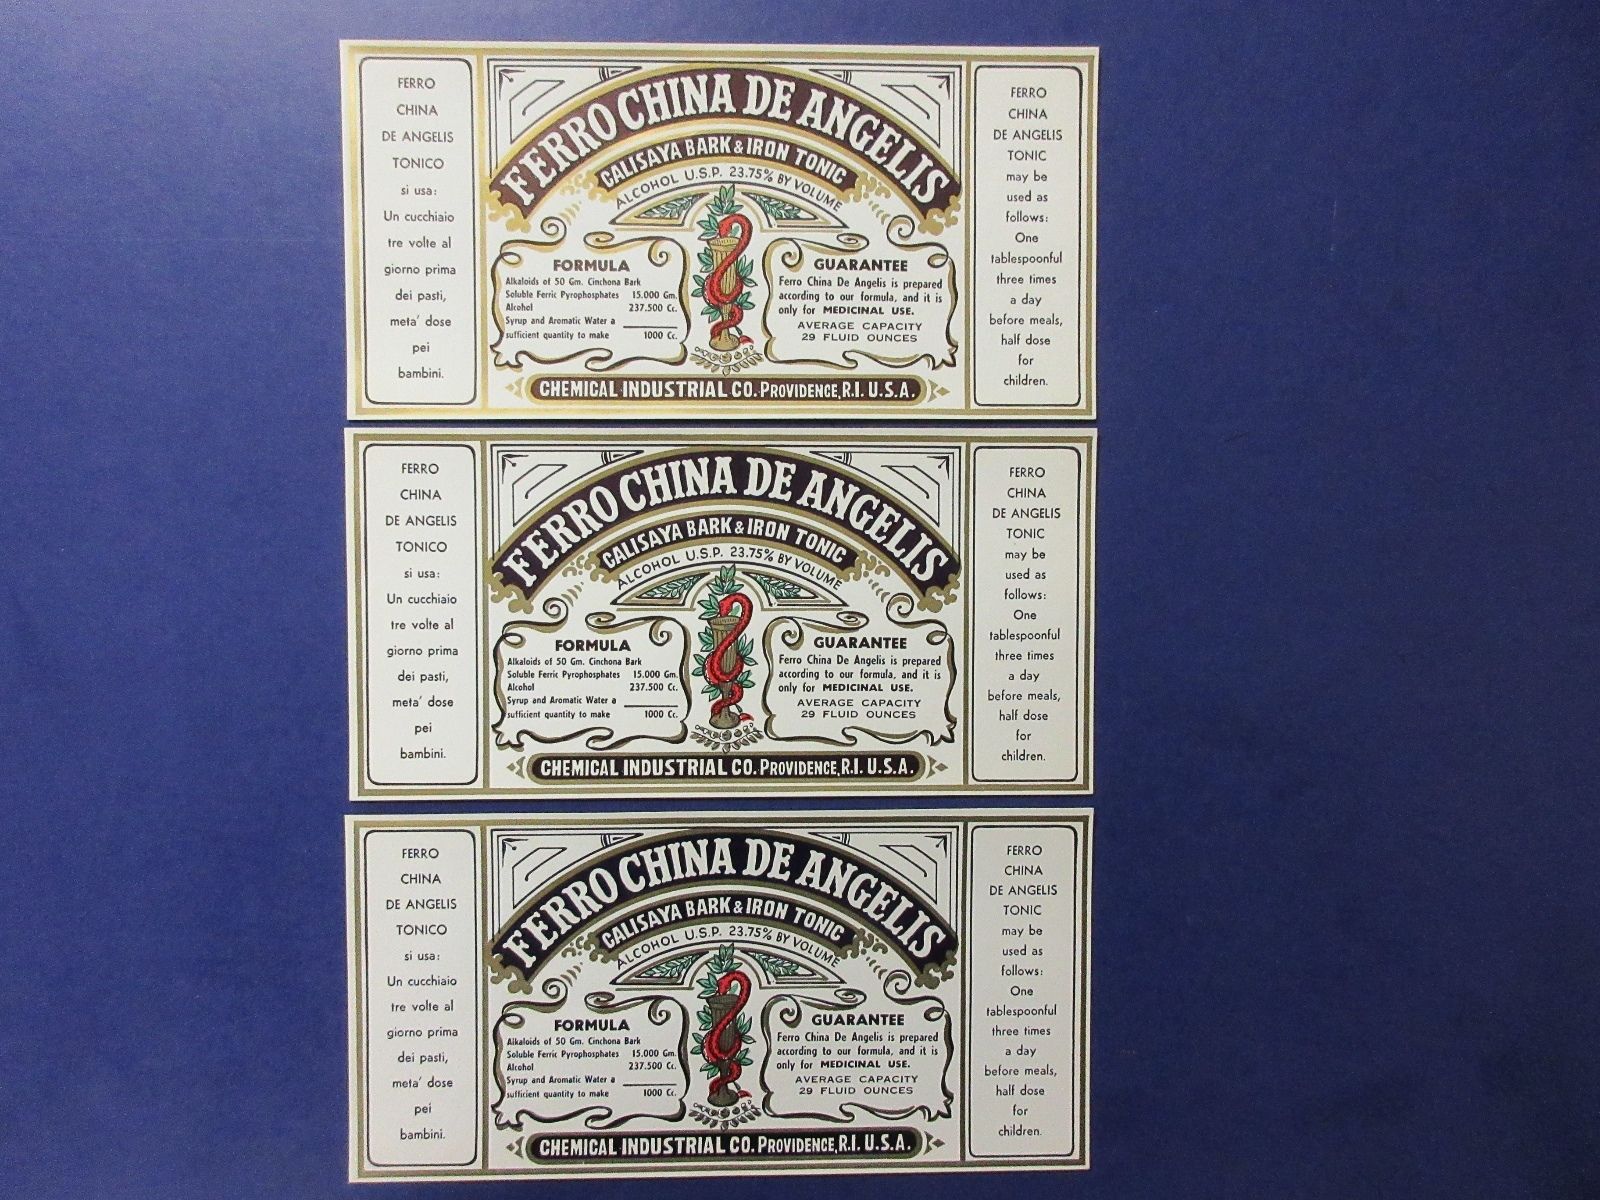 FERRO
CHINA
DE ANGELIS
TONICO
si usa:
Un cucchiaio
tre volte al
giorno prima
dei pasti,
meta' dose
pei
bambini.
FERRO CHINA DE ANGELIS
CALISAYA BARK & IRON TONIC
ALCOHOL U.S.P. 23.75% BY VOLUME
FORMULA
Alkaloids of 50 Gm. Cinchona Bark
Soluble Ferric Pyrophosphates 15.000 Gm.
Alcohol 237.500 Cc.
Syrup and Aromatic Water a
sufficient quantity to make 1000 Cc.
GUARANTEE
Ferro China De Angelis is prepared
according to our formula, and it is
only for MEDICINAL USE.
AVERAGE CAPACITY
29 FLUID OUNCES
CHEMICAL INDUSTRIAL CO. PROVIDENCE, R.I. U.S.A.
FERRO
CHINA
DE ANGELIS
TONIC
may be
used as
follows:
One
tablespoonful
three times
a day
before meals,
half dose
for
children.
FERRO
CHINA
DE ANGELIS
TONICO
si usa:
Un cucchiaio
tre volte al
giorno prima
dei pasti,
meta' dose
pei
bambini.
FERRO CHINA DE ANGELIS
CALISAYA BARK & IRON TONIC
ALCOHOL U.S.P. 23.75% BY VOLUME
FORMULA
Alkaloids of 50 Gm. Cinchona Bark
Soluble Ferric Pyrophosphates 15.000 Gm.
Alcohol 237.500 Cc.
Syrup and Aromatic Water a
sufficient quantity to make 1000 Cc.
GUARANTEE
Ferro China De Angelis is prepared
according to our formula, and it is
only for MEDICINAL USE.
AVERAGE CAPACITY
29 FLUID OUNCES
CHEMICAL INDUSTRIAL CO. PROVIDENCE, R.I. U.S.A.
FERRO
CHINA
DE ANGELIS
TONIC
may be
used as
follows:
One
tablespoonful
three times
a day
before meals,
half dose
for
children.
FERRO
CHINA
DE ANGELIS
TONICO
si usa:
Un cucchiaio
tre volte al
giorno prima
dei pasti,
meta' dose
pei
bambini.
FERRO CHINA DE ANGELIS
CALISAYA BARK & IRON TONIC
ALCOHOL U.S.P. 23.75% BY VOLUME
FORMULA
Alkaloids of 50 Gm. Cinchona Bark
Soluble Ferric Pyrophosphates 15.000 Gm.
Alcohol 237.500 Cc.
Syrup and Aromatic Water a
sufficient quantity to make 1000 Cc.
GUARANTEE
Ferro China De Angelis is prepared
according to our formula, and it is
only for MEDICINAL USE.
AVERAGE CAPACITY
29 FLUID OUNCES
CHEMICAL INDUSTRIAL CO. PROVIDENCE, R.I. U.S.A.
FERRO
CHINA
DE ANGELIS
TONIC
may be
used as
follows:
One
tablespoonful
three times
a day
before meals,
half dose
for
children.